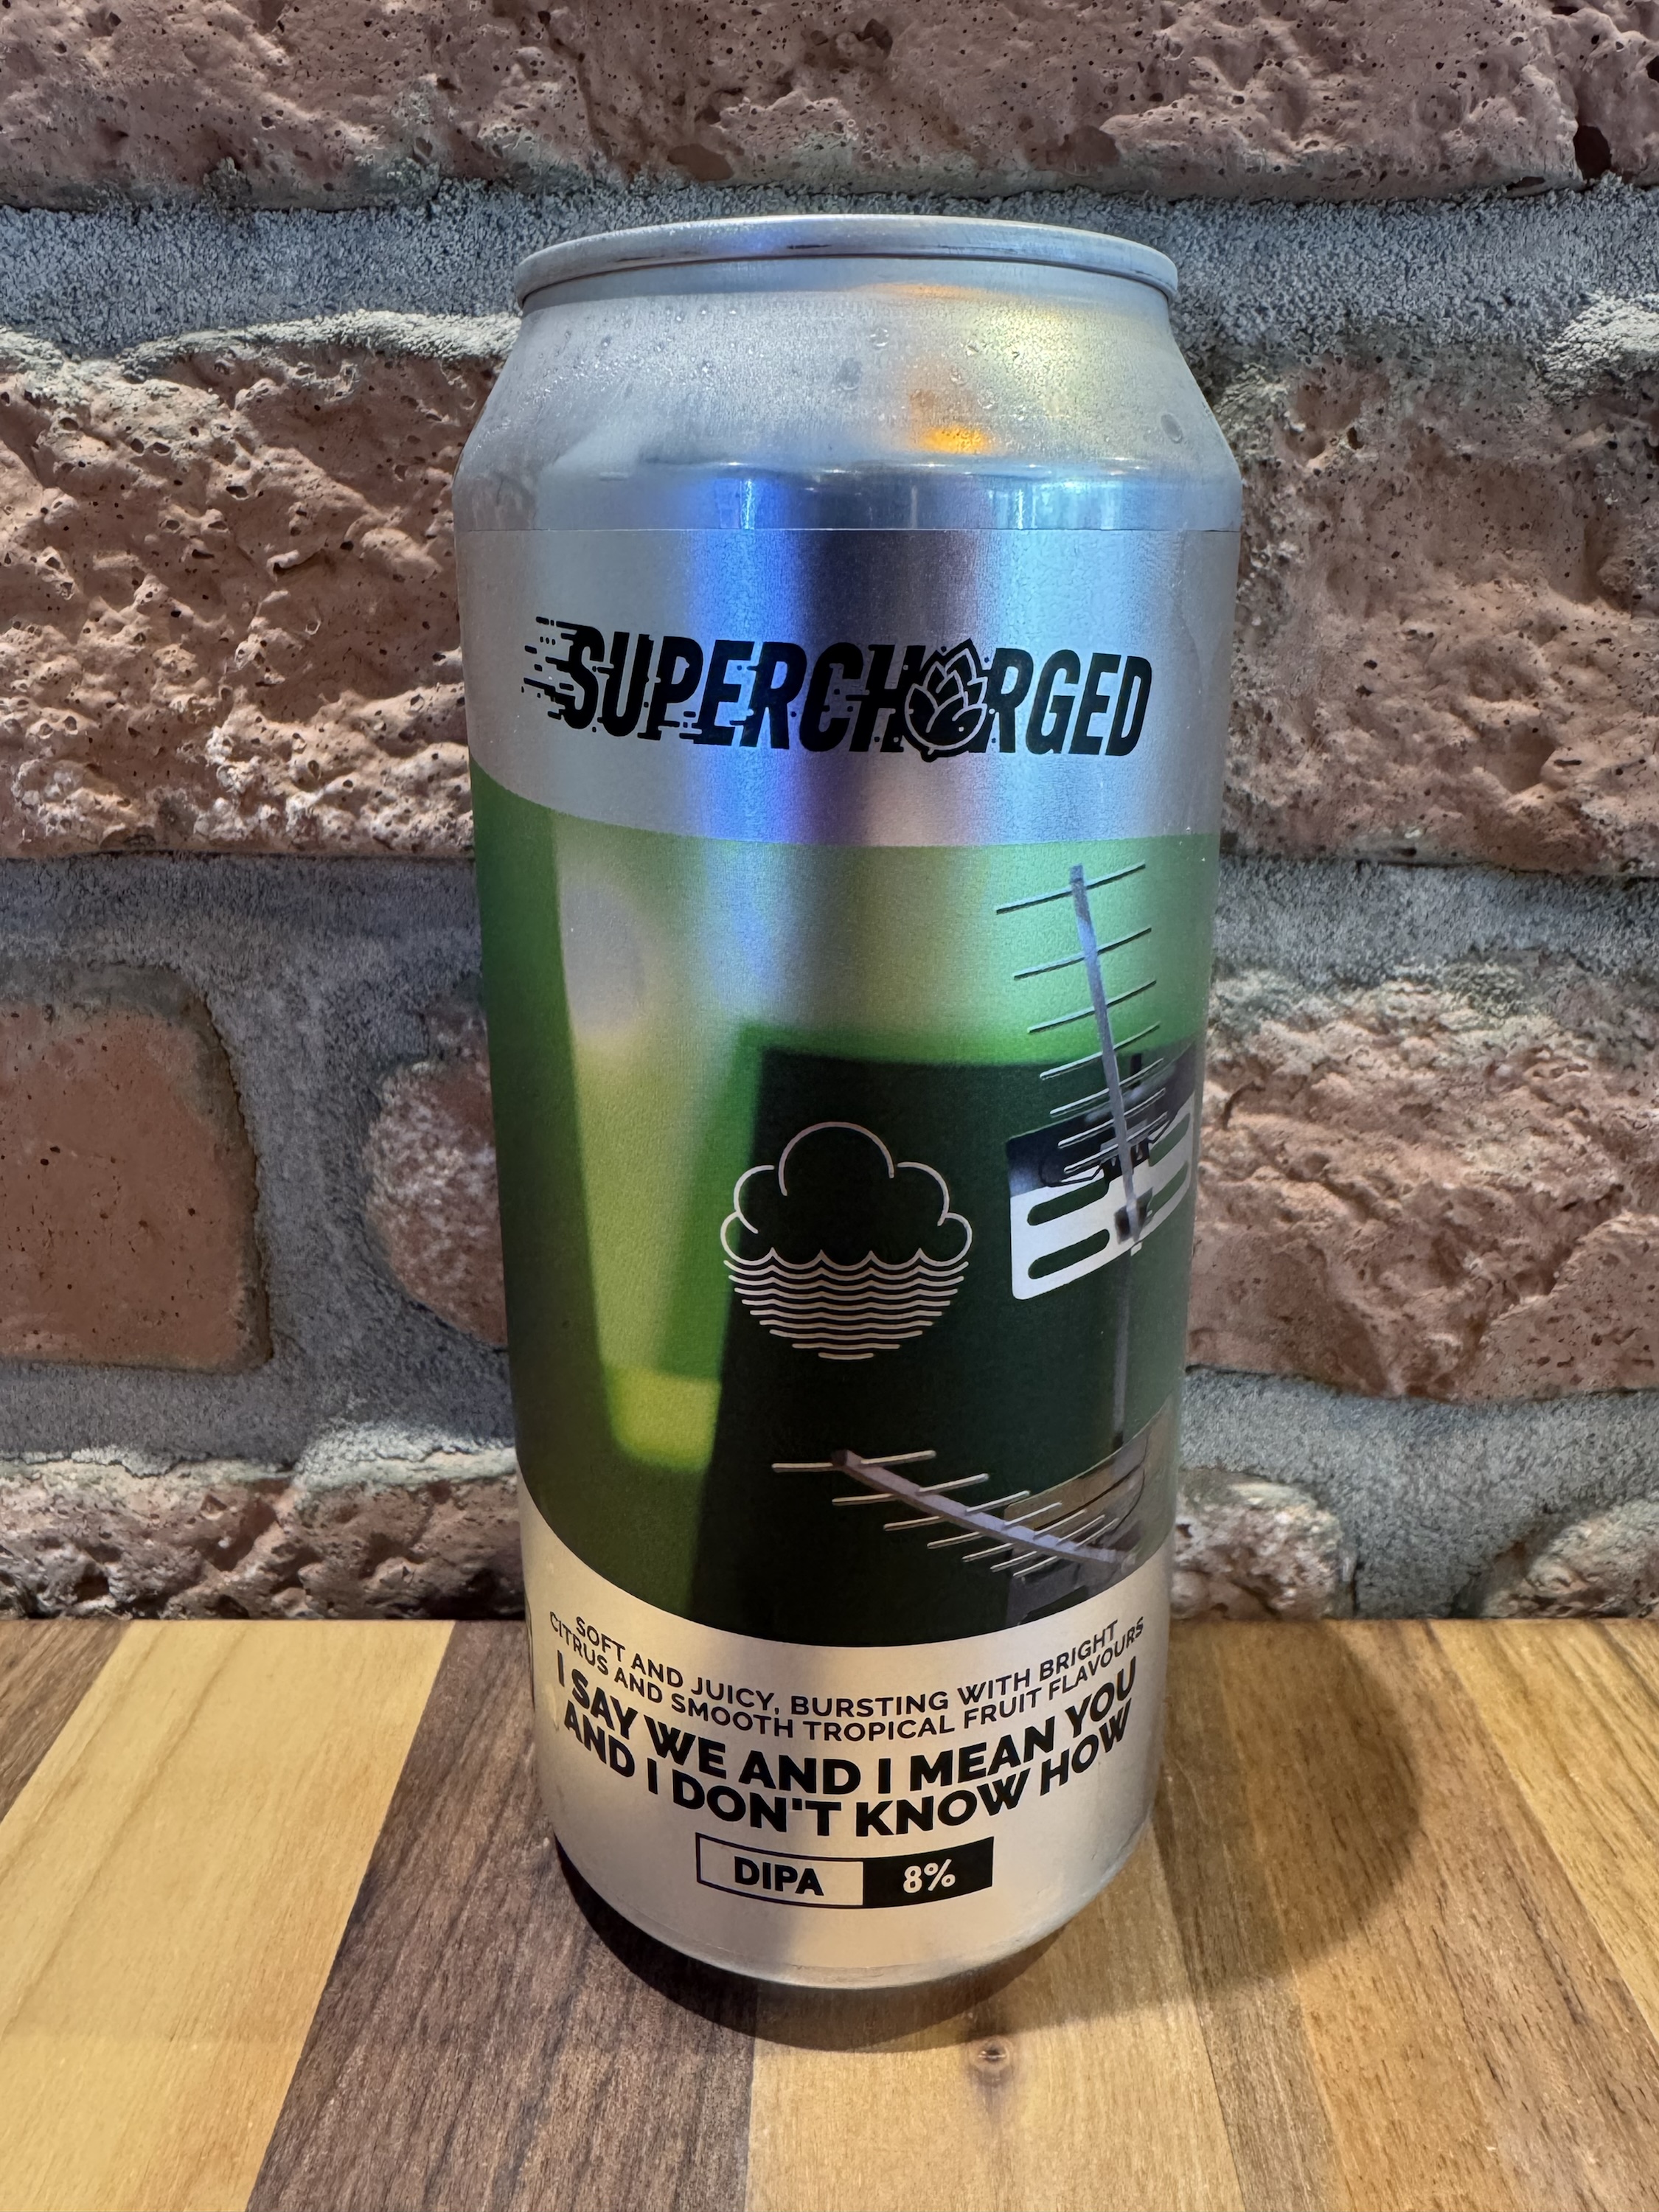 SUPERCHARGED
SOFT AND JUICY, BURSTING WITH BRIGHT
CITRUS AND SMOOTH TROPICAL FRUIT FLAVOURS
I SAY WE AND I MEAN YOU
AND I DON'T KNOW HOW
DIPA 8%